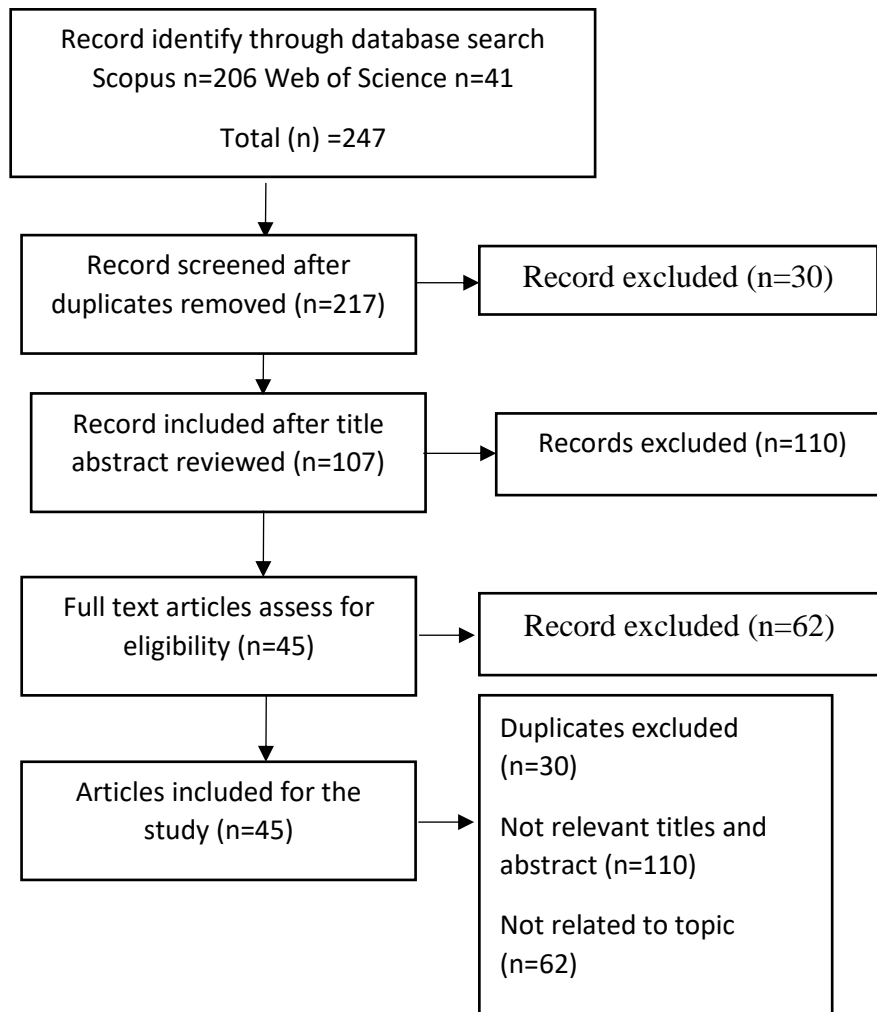 Record identify through database search
Scopus n=206 Web of Science n=41
Total (n) =247
Record screened after
duplicates removed (n=217)
Record excluded (n=30)
Record included after title
abstract reviewed (n=107)
Records excluded (n=110)
Full text articles assess for
eligibility (n=45)
Record excluded (n=62)
Articles included for the
study (n=45)
Duplicates excluded
(n=30)
Not relevant titles and
abstract (n=110)
Not related to topic
(n=62)